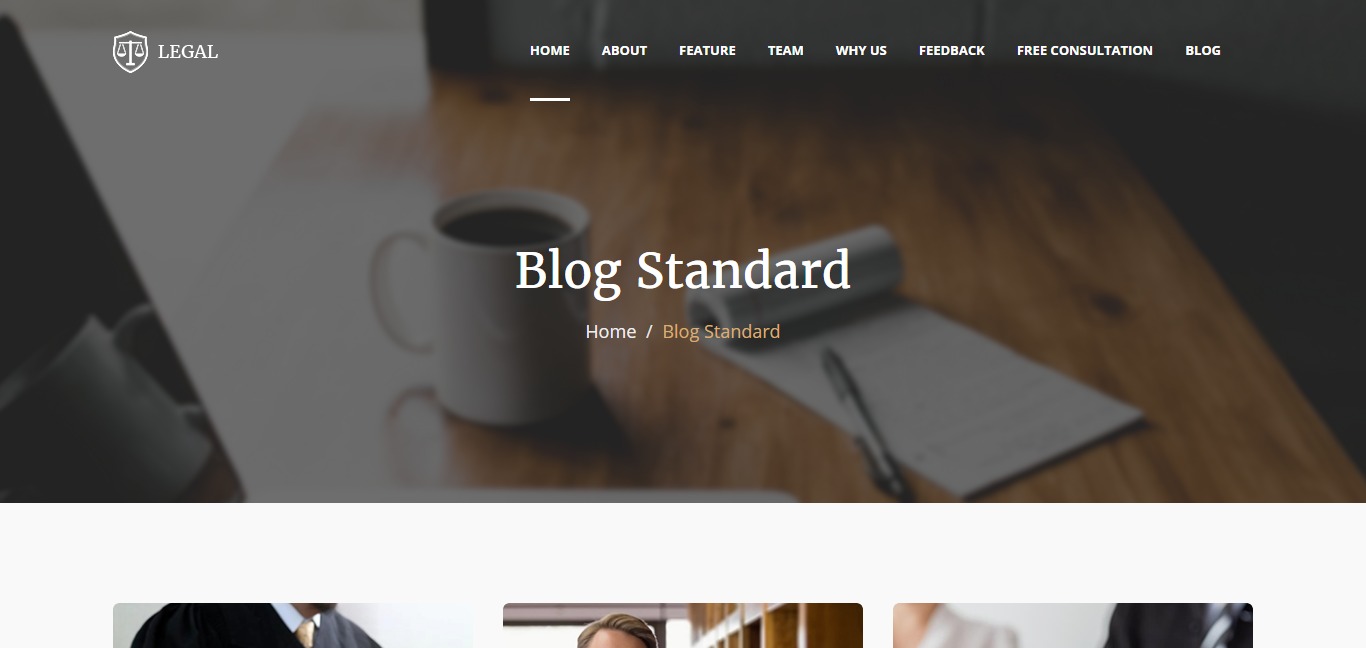 LEGAL
HOME ABOUT FEATURE TEAM WHY US FEEDBACK FREE CONSULTATION BLOG
Blog Standard
Home / Blog Standard